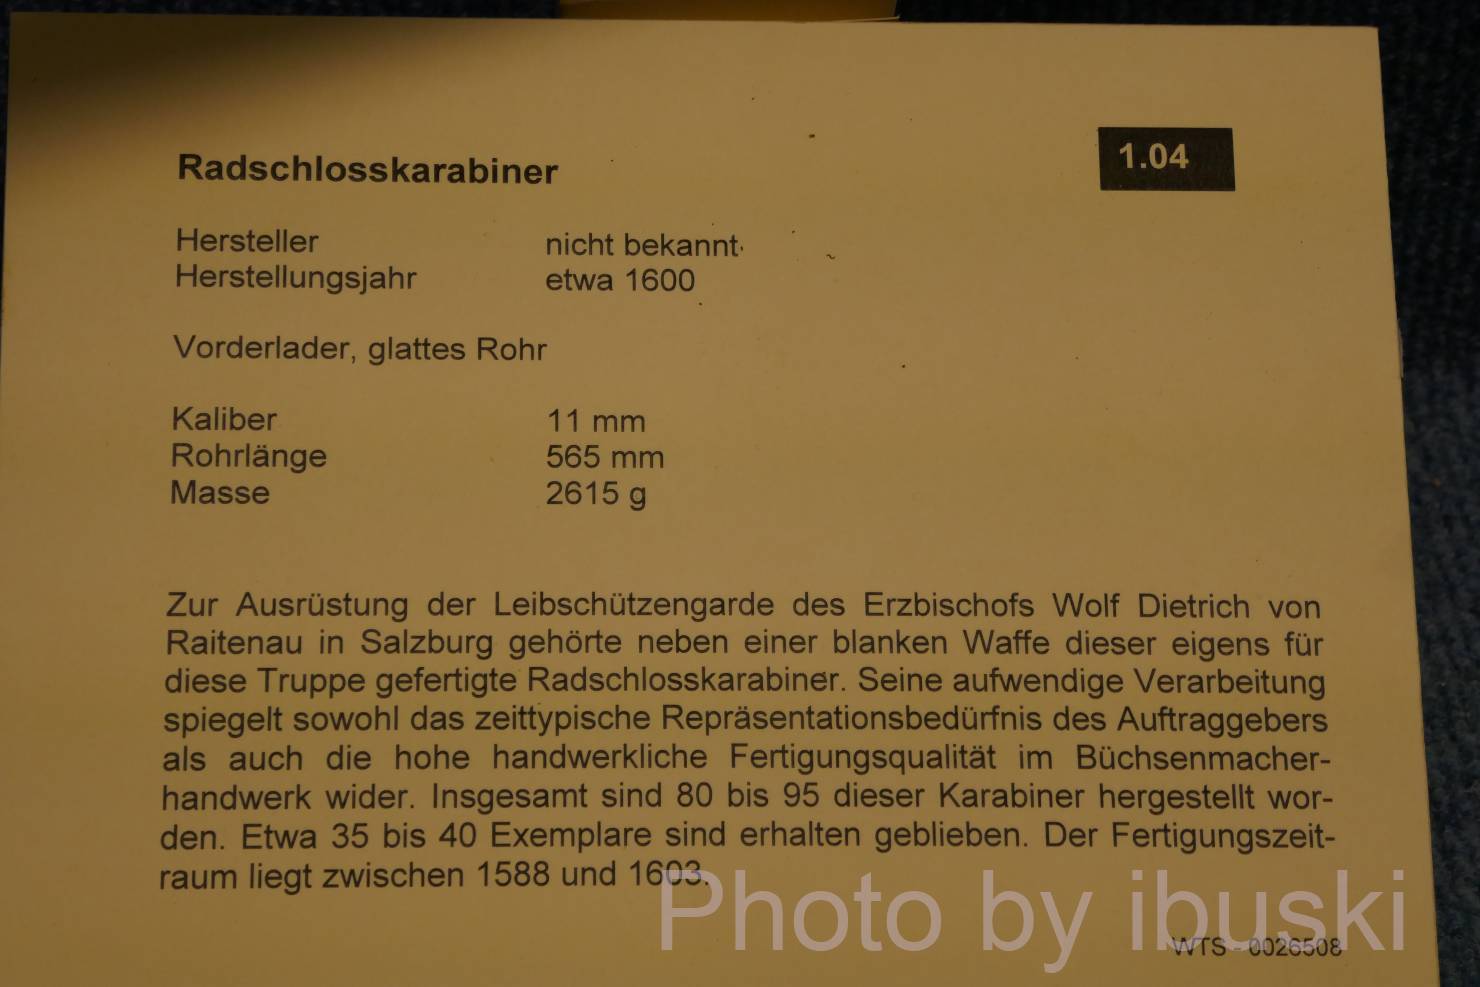 Radschlosskarabiner
1.04
Hersteller nicht bekannt
Herstellungsjahr etwa 1600
Vorderlader, glattes Rohr
Kaliber 11 mm
Rohrlänge 565 mm
Masse 2615 g
Zur Ausrüstung der Leibschützengarde des Erzbischofs Wolf Dietrich von
Raitenau in Salzburg gehörte neben einer blanken Waffe dieser eigens für
diese Truppe gefertigte Radschlosskarabiner. Seine aufwendige Verarbeitung
spiegelt sowohl das zeittypische Repräsentationsbedürfnis des Auftraggebers
als auch die hohe handwerkliche Fertigungsqualität im Büchsenmacher-
handwerk wider. Insgesamt sind 80 bis 95 dieser Karabiner hergestellt wor-
den. Etwa 35 bis 40 Exemplare sind erhalten geblieben. Der Fertigungszeit-
raum liegt zwischen 1588 und 1603.
Photo by ibuski
WTS - 0026508